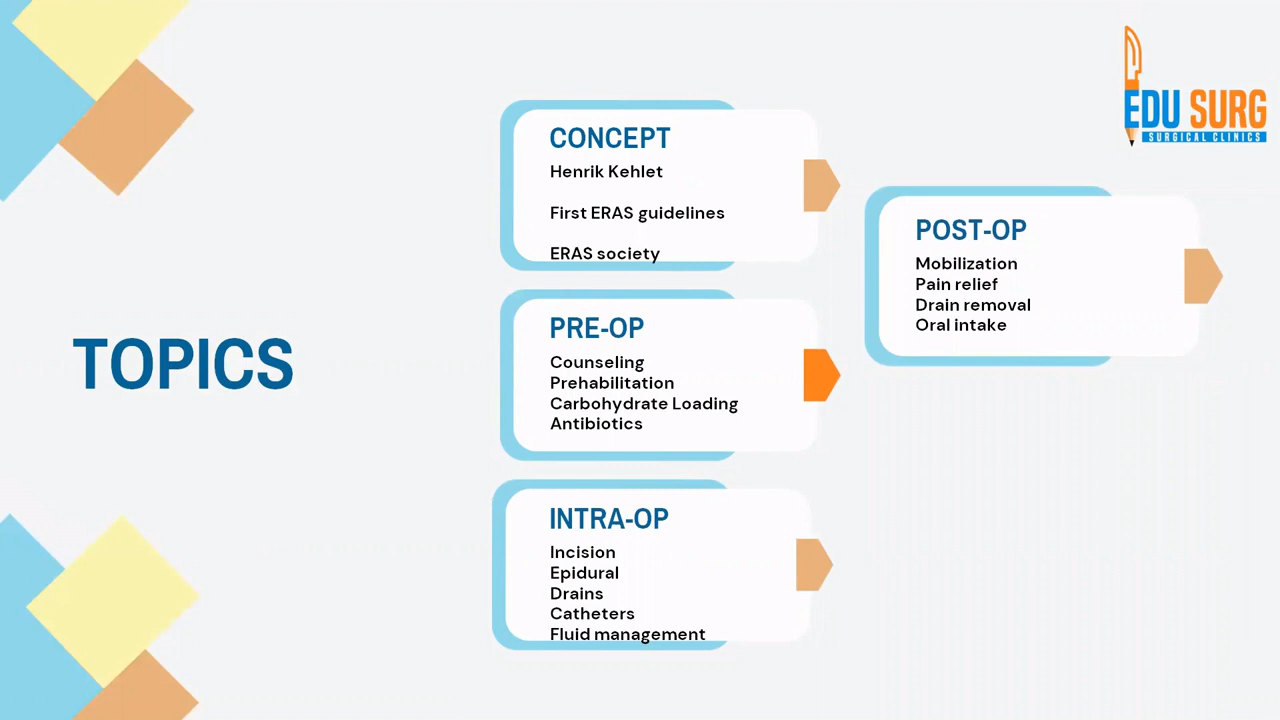 EDU SURG
SURGICAL CLINICS
TOPICS
CONCEPT
Henrik Kehlet
First ERAS guidelines
ERAS society
PRE-OP
Counseling
Prehabilitation
Carbohydrate Loading
Antibiotics
INTRA-OP
Incision
Epidural
Drains
Catheters
Fluid management
POST-OP
Mobilization
Pain relief
Drain removal
Oral intake